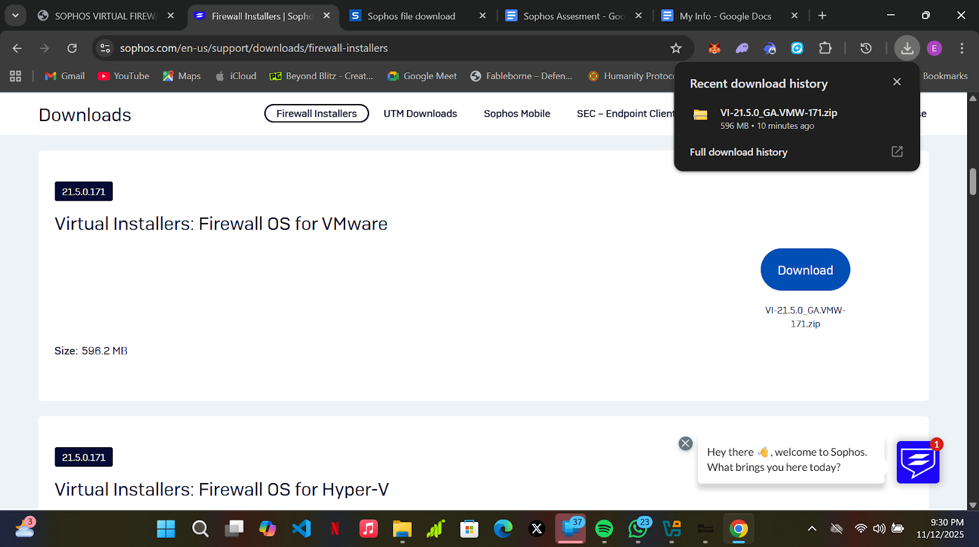 SOPHOS VIRTUAL FIREW
Firewall Installers | Sopho
Sophos file download
Sophos Assesment - Goo
My Info - Google Docs
sophos.com/en-us/support/downloads/firewall-installers
E
Gmail
YouTube
Maps
iCloud
Beyond Blitz - Creat...
Google Meet
Fableborne – Defen...
Humanity Protoc
Bookmarks
Recent download history
VI-21.5.0_GA.VMW-171.zip
596 MB • 10 minutes ago
Full download history
Downloads
Firewall Installers
UTM Downloads
Sophos Mobile
SEC – Endpoint Client
se
21.5.0.171
Virtual Installers: Firewall OS for VMware
Download
VI-21.5.0_GA.VMW-
171.zip
Size: 596.2 MB
21.5.0.171
Virtual Installers: Firewall OS for Hyper-V
Hey there 👋, welcome to Sophos.
What brings you here today?
1
3
37
23
9:30 PM
11/12/2025